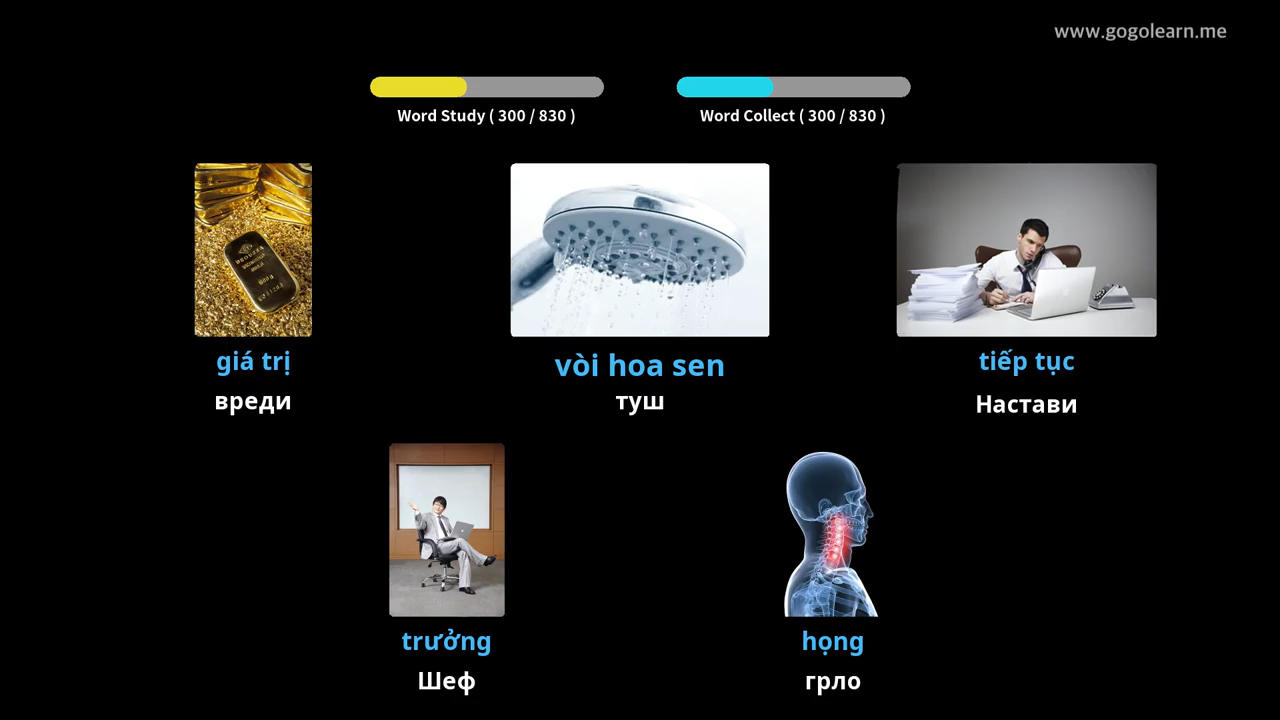 www.gogolearn.me
Word Study ( 300 / 830 )
Word Collect ( 300 / 830 )
giá trị
вреди
vòi hoa sen
туш
tiếp tục
Настави
trưởng
Шеф
họng
грло